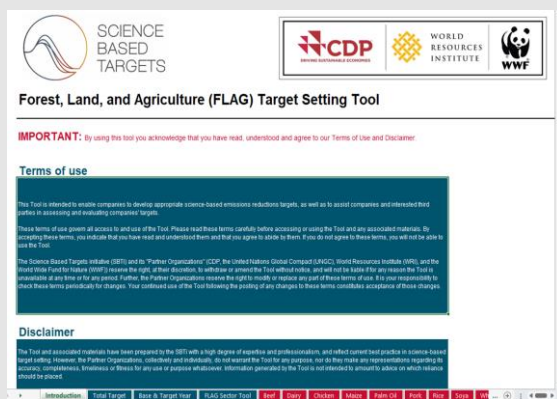 SCIENCE
BASED
TARGETS
CDP
DRIVING SUSTAINABLE ECONOMIES
WORLD
RESOURCES
INSTITUTE
WWF
Forest, Land, and Agriculture (FLAG) Target Setting Tool
IMPORTANT: By using this tool you acknowledge that you have read, understood and agree to our Terms of Use and Disclaimer.
Terms of use
This Tool is intended to enable companies to develop appropriate science-based emissions reductions targets, as well as to assist companies and interested third
parties in assessing and evaluating companies' targets.
These terms of use govern all access to and use of the Tool. Please read these terms carefully before accessing or using the Tool and any associated materials. By
accepting these terms, you indicate that you have read and understood them and that you agree to abide by them. If you do not agree to these terms, you will not be able to
use the Tool.
The Science Based Targets initiative (SBTi) and its "Partner Organizations" (CDP, the United Nations Global Compact (UNGC), World Resources Institute (WRI), and the
World Wide Fund for Nature (WWF)) reserve the right, at their discretion, to withdraw or amend the Tool without notice, and will not be liable if for any reason the Tool is
unavailable at any time or for any period. Further, the Partner Organizations reserve the right to modify or replace any part of these terms of use. It is your responsibility to
check these terms periodically for changes. Your continued use of the Tool following the posting of any changes to these terms constitutes acceptance of those changes.
Disclaimer
The Tool and associated materials have been prepared by the SBTi with a high degree of expertise and professionalism, and reflect current best practice in science-based
target setting. However, the Partner Organizations, collectively and individually, do not warrant the Tool for any purpose, nor do they make any representations regarding its
accuracy, completeness, timeliness or fitness for any use or purpose whatsoever. Information generated by the Tool is not intended to amount to advice on which reliance
should be placed.
Introduction Total Target Base & Target Year FLAG Sector Tool Beef Dairy Chicken Maize Palm Oil Pork Rice Soya Wh ...